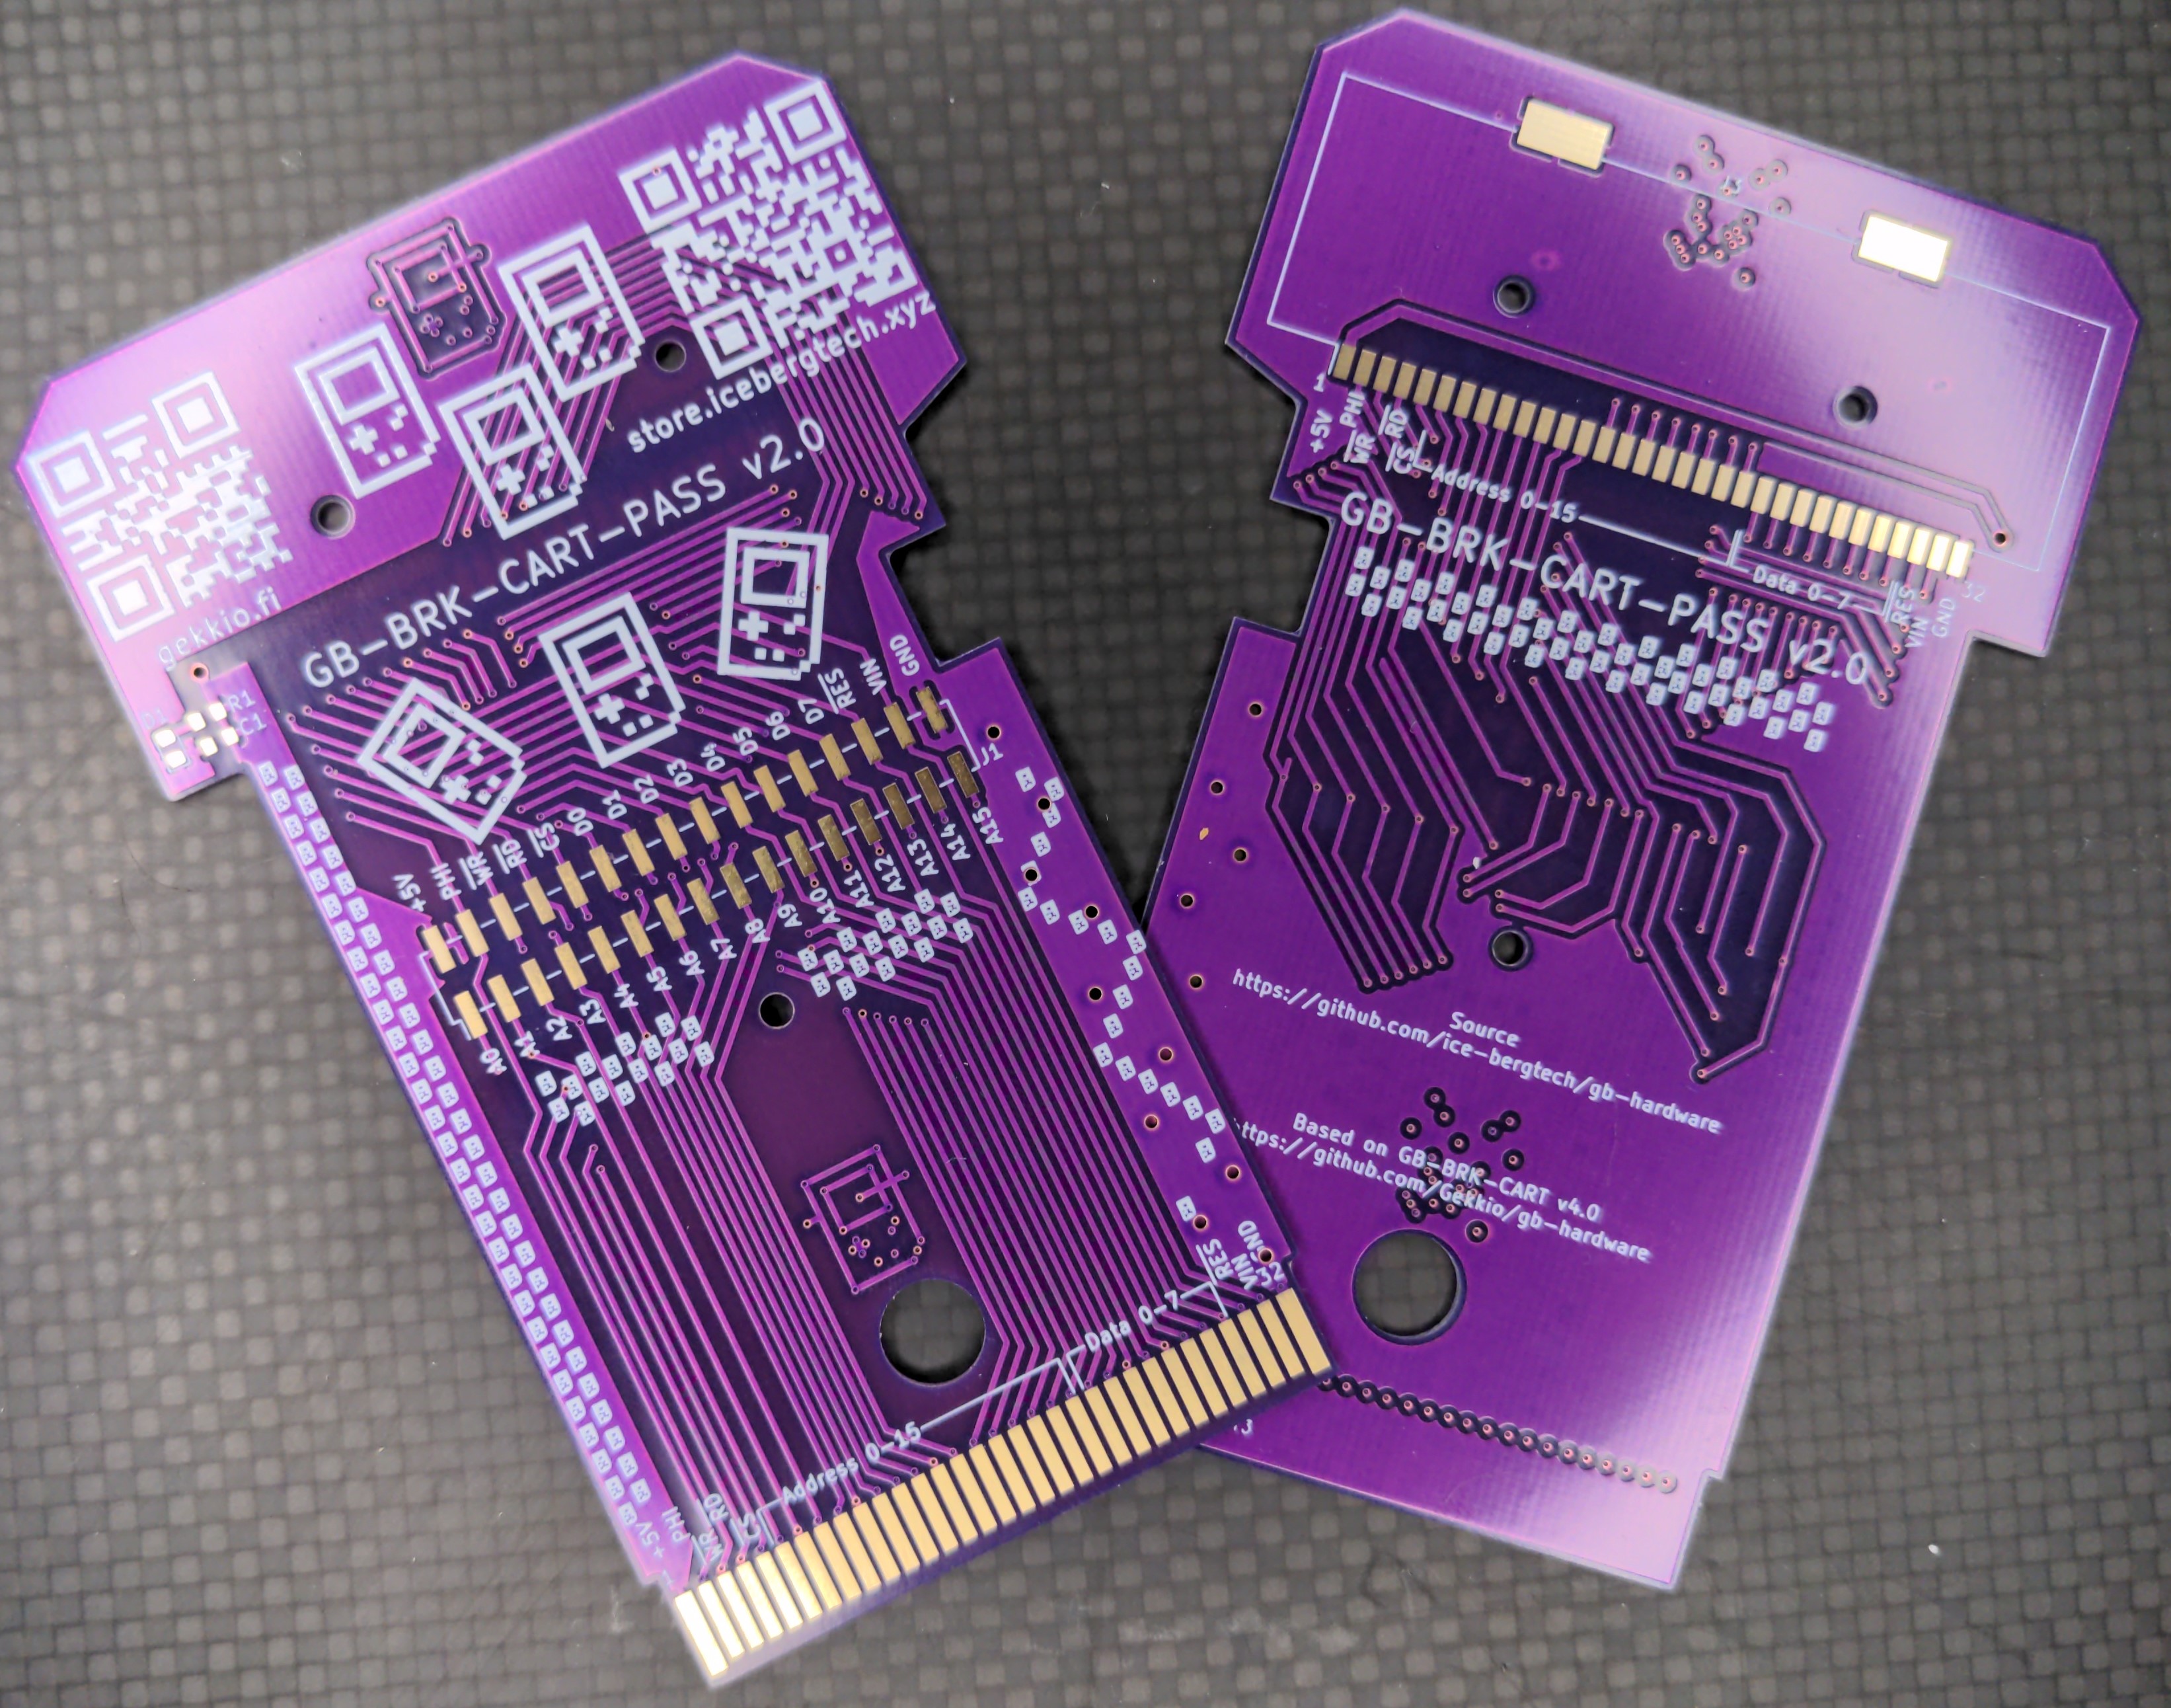 store.icebergtech.xyz
gekkio.fi
GB-BRK-CART-PASS v2.0
R1
C1
+5V PHI WR RD CS D0 D1 D2 D3 D4 D5 D6 D7 RES VIN GND
J1
A0 A1 A2 A3 A4 A5 A6 A7 A8 A9 A10 A11 A12 A13 A14 A15
+5V PHI WR RD CS Address 0-15 Data 0-7 RES VIN GND
32
J3
1
+5V PHI WR RD CS Address 0-15 Data 0-7 RES VIN GND
32
GB-BRK-CART-PASS v2.0
Source
https://github.com/ice-bergtech/gb-hardware
Based on GB-BRK-CART v4.0
ttps://github.com/Gekkio/gb-hardware